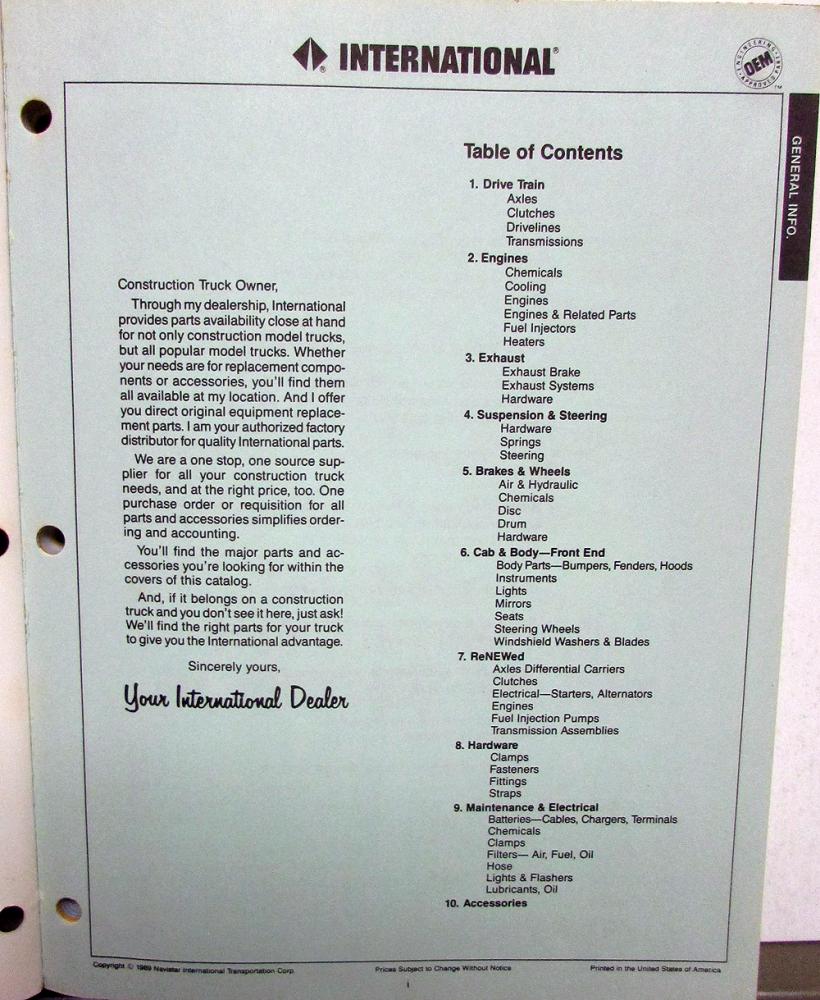 INTERNATIONAL®
ENGINEERING APPROVED PART
OEM
™
GENERAL INFO.
Construction Truck Owner,
Through my dealership, International
provides parts availability close at hand
for not only construction model trucks,
but all popular model trucks. Whether
your needs are for replacement compo-
nents or accessories, you'll find them
all available at my location. And I offer
you direct original equipment replace-
ment parts. I am your authorized factory
distributor for quality International parts.
We are a one stop, one source sup-
plier for all your construction truck
needs, and at the right price, too. One
purchase order or requisition for all
parts and accessories simplifies order-
ing and accounting.
You'll find the major parts and ac-
cessories you're looking for within the
covers of this catalog.
And, if it belongs on a construction
truck and you don't see it here, just ask!
We'll find the right parts for your truck
to give you the International advantage.
Sincerely yours,
Your International Dealer
Table of Contents
1. Drive Train
Axles
Clutches
Drivelines
Transmissions
2. Engines
Chemicals
Cooling
Engines
Engines & Related Parts
Fuel Injectors
Heaters
3. Exhaust
Exhaust Brake
Exhaust Systems
Hardware
4. Suspension & Steering
Hardware
Springs
Steering
5. Brakes & Wheels
Air & Hydraulic
Chemicals
Disc
Drum
Hardware
6. Cab & Body—Front End
Body Parts—Bumpers, Fenders, Hoods
Instruments
Lights
Mirrors
Seats
Steering Wheels
Windshield Washers & Blades
7. ReNEWed
Axles Differential Carriers
Clutches
Electrical—Starters, Alternators
Engines
Fuel Injection Pumps
Transmission Assemblies
8. Hardware
Clamps
Fasteners
Fittings
Straps
9. Maintenance & Electrical
Batteries—Cables, Chargers, Terminals
Chemicals
Clamps
Filters— Air, Fuel, Oil
Hose
Lights & Flashers
Lubricants, Oil
10. Accessories
Copyright © 1989 Navistar International Transportation Corp.
Prices Subject to Change Without Notice
Printed in the United States of America
i